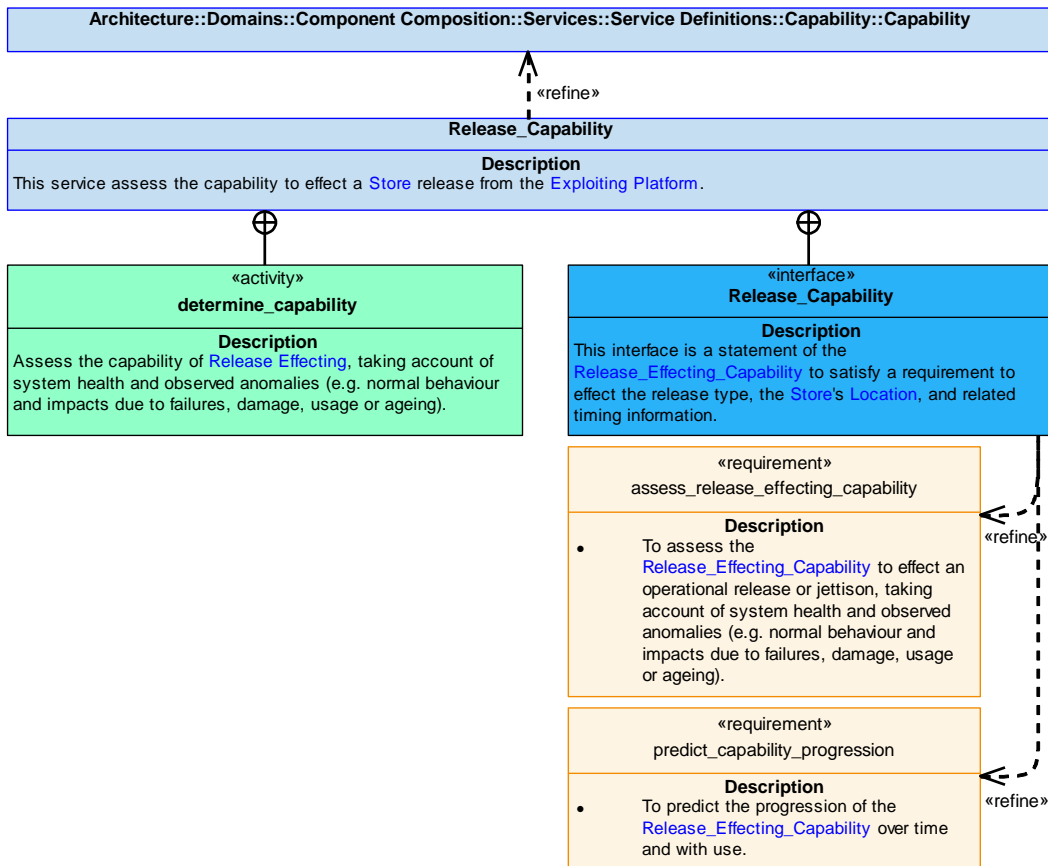 Architecture::Domains::Component Composition::Services::Service Definitions::Capability::Capability
«refine»
Release_Capability
Description
This service assess the capability to effect a Store release from the Exploiting Platform.
«activity»
determine_capability
Description
Assess the capability of Release Effecting, taking account of
system health and observed anomalies (e.g. normal behaviour
and impacts due to failures, damage, usage or ageing).
«interface»
Release_Capability
Description
This interface is a statement of the
Release_Effecting_Capability to satisfy a requirement to
effect the release type, the Store's Location, and related
timing information.
«requirement»
assess_release_effecting_capability
Description
• To assess the
Release_Effecting_Capability to effect an
operational release or jettison, taking
account of system health and observed
anomalies (e.g. normal behaviour and
impacts due to failures, damage, usage
or ageing).
«refine»
«requirement»
predict_capability_progression
Description
• To predict the progression of the
Release_Effecting_Capability over time
and with use.
«refine»